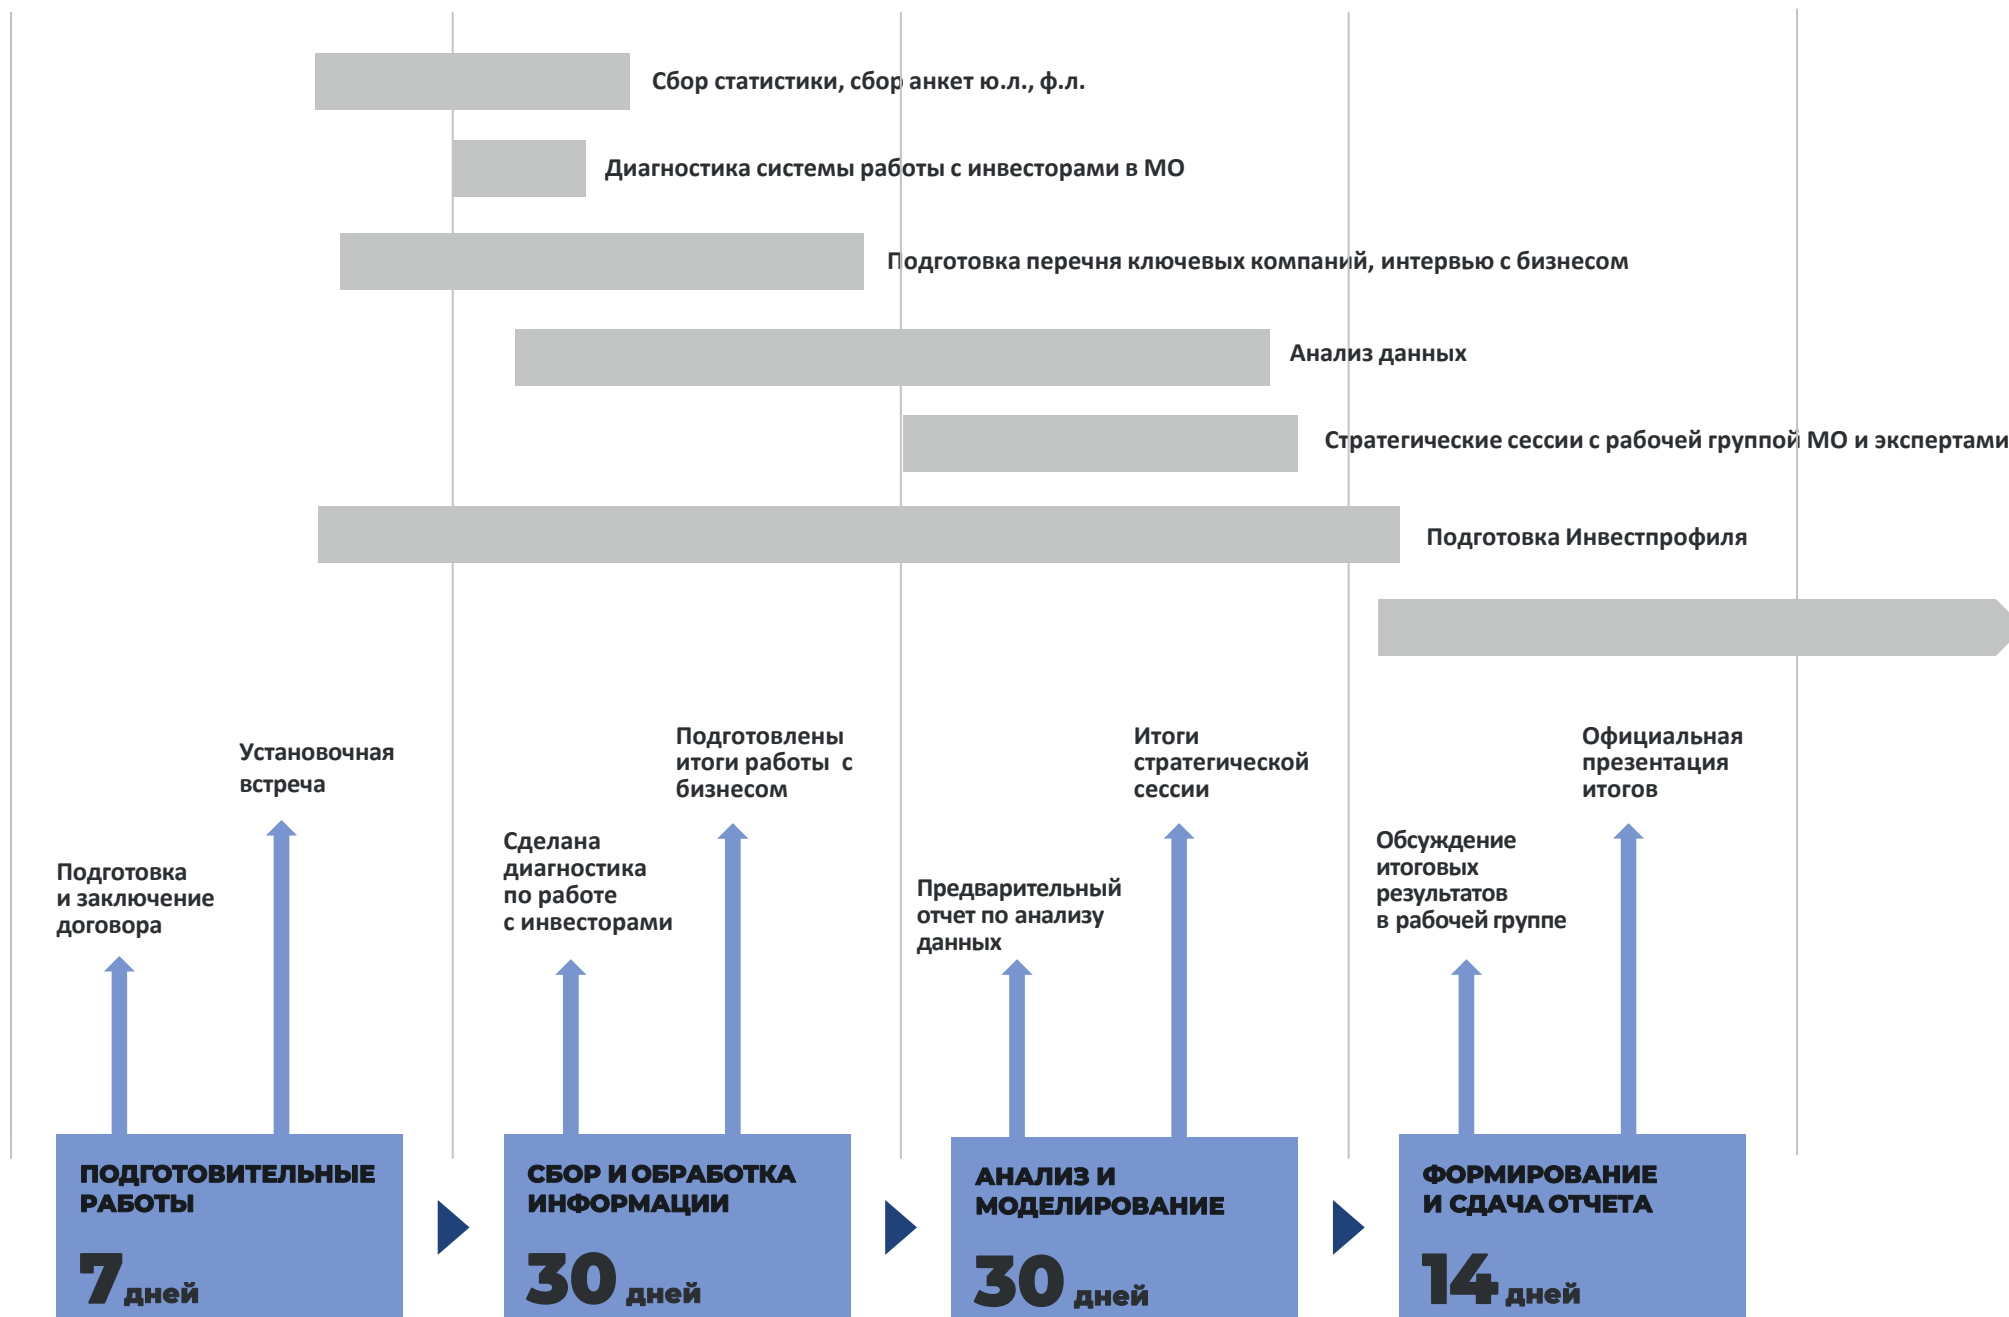 Сбор статистики, сбор анкет ю.л., ф.л.
Диагностика системы работы с инвесторами в МО
Подготовка перечня ключевых компаний, интервью с бизнесом
Анализ данных
Стратегические сессии с рабочей группой МО и экспертами
Подготовка Инвестпрофиля
Подготовка
и заключение
договора
Установочная
встреча
Сделана
диагностика
по работе
с инвесторами
Подготовлены
итоги работы с
бизнесом
Предварительный
отчет по анализу
данных
Итоги
стратегической
сессии
Обсуждение
итоговых
результатов
в рабочей группе
Официальная
презентация
итогов
ПОДГОТОВИТЕЛЬНЫЕ
РАБОТЫ
7 дней
СБОР И ОБРАБОТКА
ИНФОРМАЦИИ
30 дней
АНАЛИЗ И
МОДЕЛИРОВАНИЕ
30 дней
ФОРМИРОВАНИЕ
И СДАЧА ОТЧЕТА
14 дней